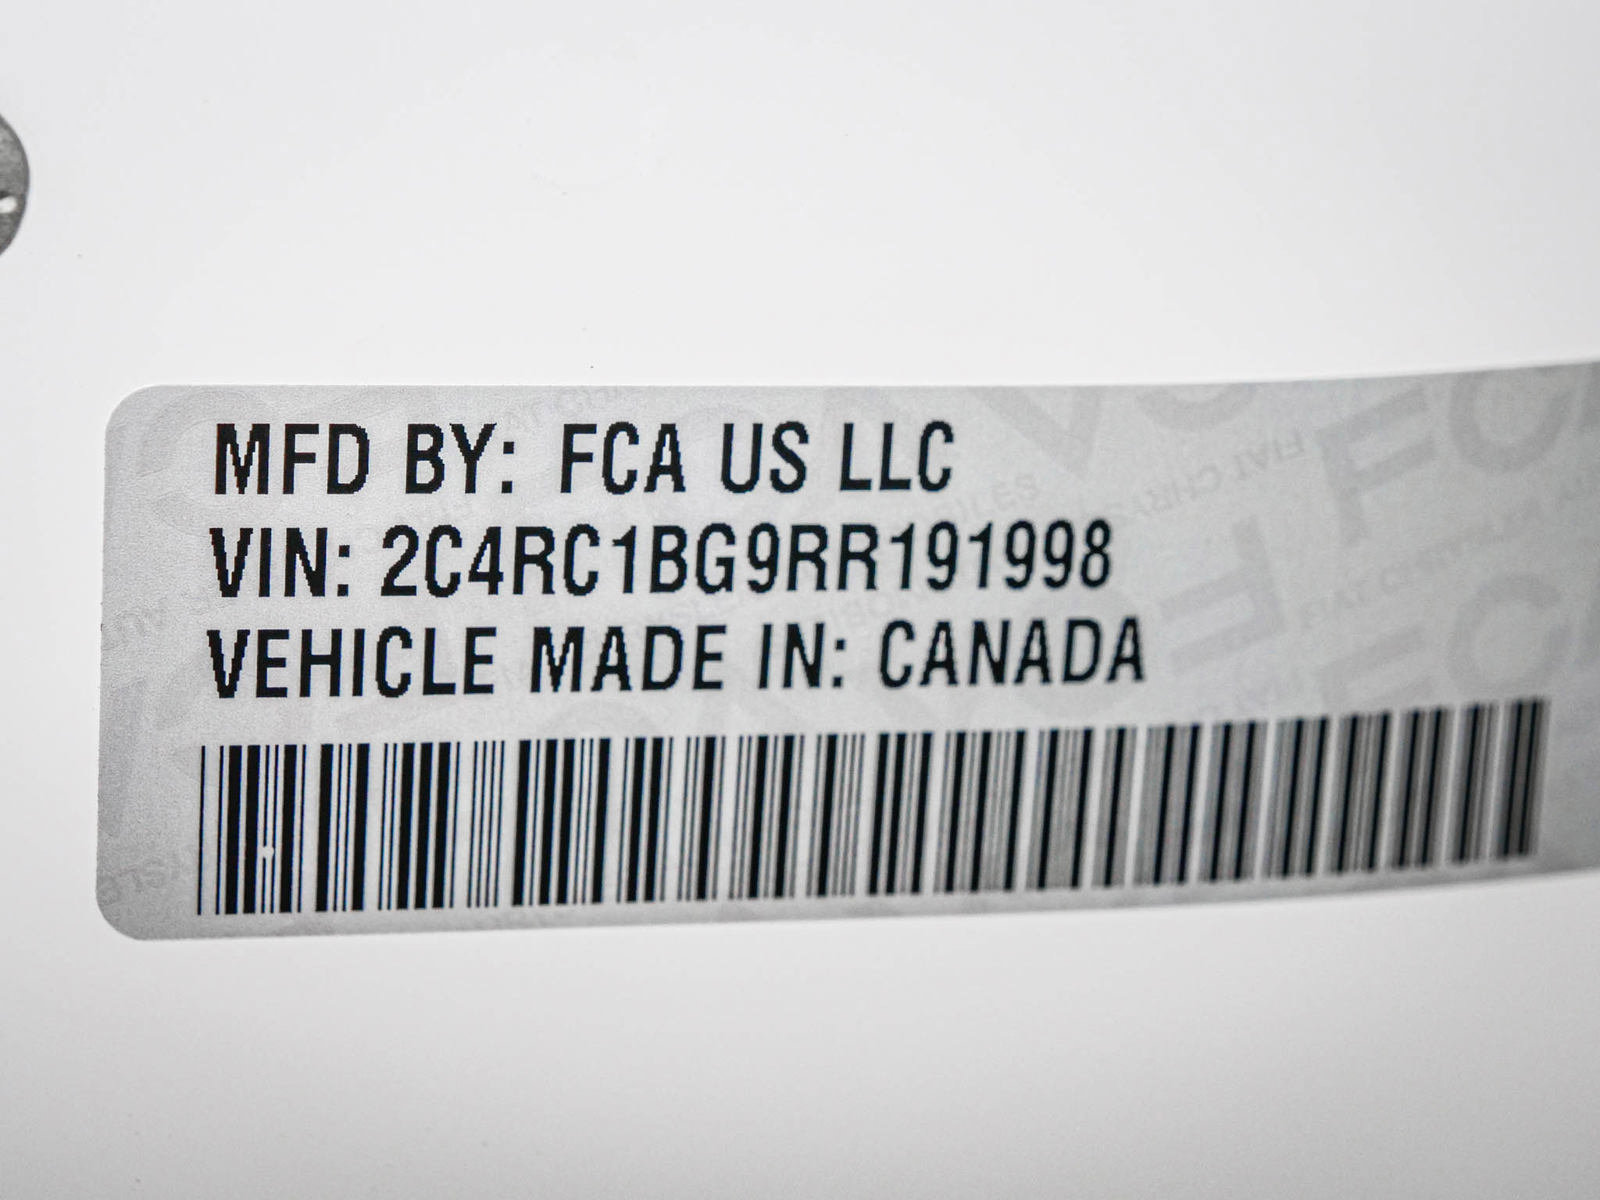 MFD BY: FCA US LLC
VIN: 2C4RC1BG9RR191998
VEHICLE MADE IN: CANADA